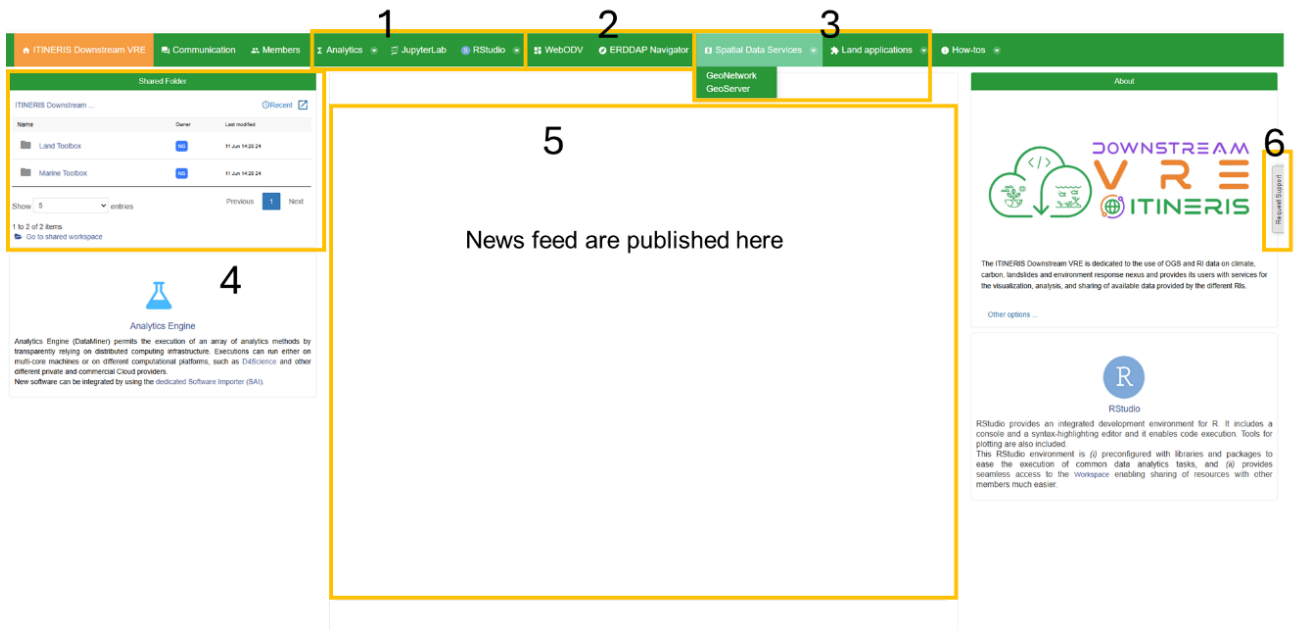 1
2
3
ITINERIS Downstream VRE
Communication
Members
Analytics
JupyterLab
RStudio
WebODV
ERDDAP Navigator
Spatial Data Services
Land applications
How-tos
GeoNetwork
GeoServer
Shared Folder
ITINERIS Downstream ...
Recent
Name
Owner
Last modified
Land Toolbox
NG
11 Jun 14:20 24
Marine Toolbox
NG
11 Jun 14:20 24
Show 5 entries
Previous 1 Next
1 to 2 of 2 items
Go to shared workspace
4
Analytics Engine
Analytics Engine (DataMiner) permits the execution of an array of analytics methods by
transparently relying on distributed computing infrastructure. Executions can run either on
multi-core machines or on different computational platforms, such as D4Science and other
different private and commercial Cloud providers.
New software can be integrated by using the dedicated Software Importer (SAI).
5
News feed are published here
About
</>
DOWNSTREAM
VRE
ITINERIS
6
Request Support
The ITINERIS Downstream VRE is dedicated to the use of OGS and RI data on climate,
carbon, landslides and environment response nexus and provides its users with services for
the visualization, analysis, and sharing of available data provided by the different RIs.
Other options ...
R
RStudio
RStudio provides an integrated development environment for R. It includes a
console and a syntax-highlighting editor and it enables code execution. Tools for
plotting are also included.
This RStudio environment is (i) preconfigured with libraries and packages to
ease the execution of common data analytics tasks, and (ii) provides
seamless access to the Workspace enabling sharing of resources with other
members much easier.